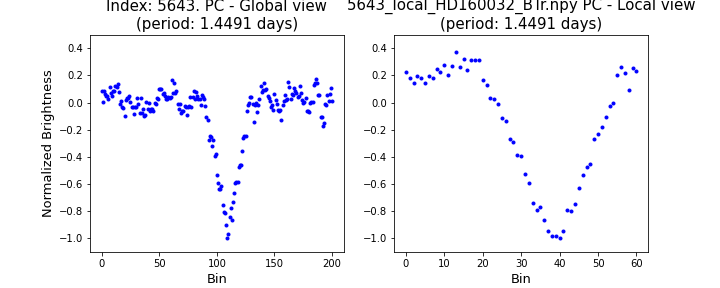 Index: 5643. PC - Global view
(period: 1.4491 days)
5643_local_HD160032_BTr.npy PC - Local view
(period: 1.4491 days)
Normalized Brightness
0.4
0.2
0.0
−0.2
−0.4
−0.6
−0.8
−1.0
0 50 100 150 200
Bin
0.4
0.2
0.0
−0.2
−0.4
−0.6
−0.8
−1.0
0 10 20 30 40 50 60
Bin